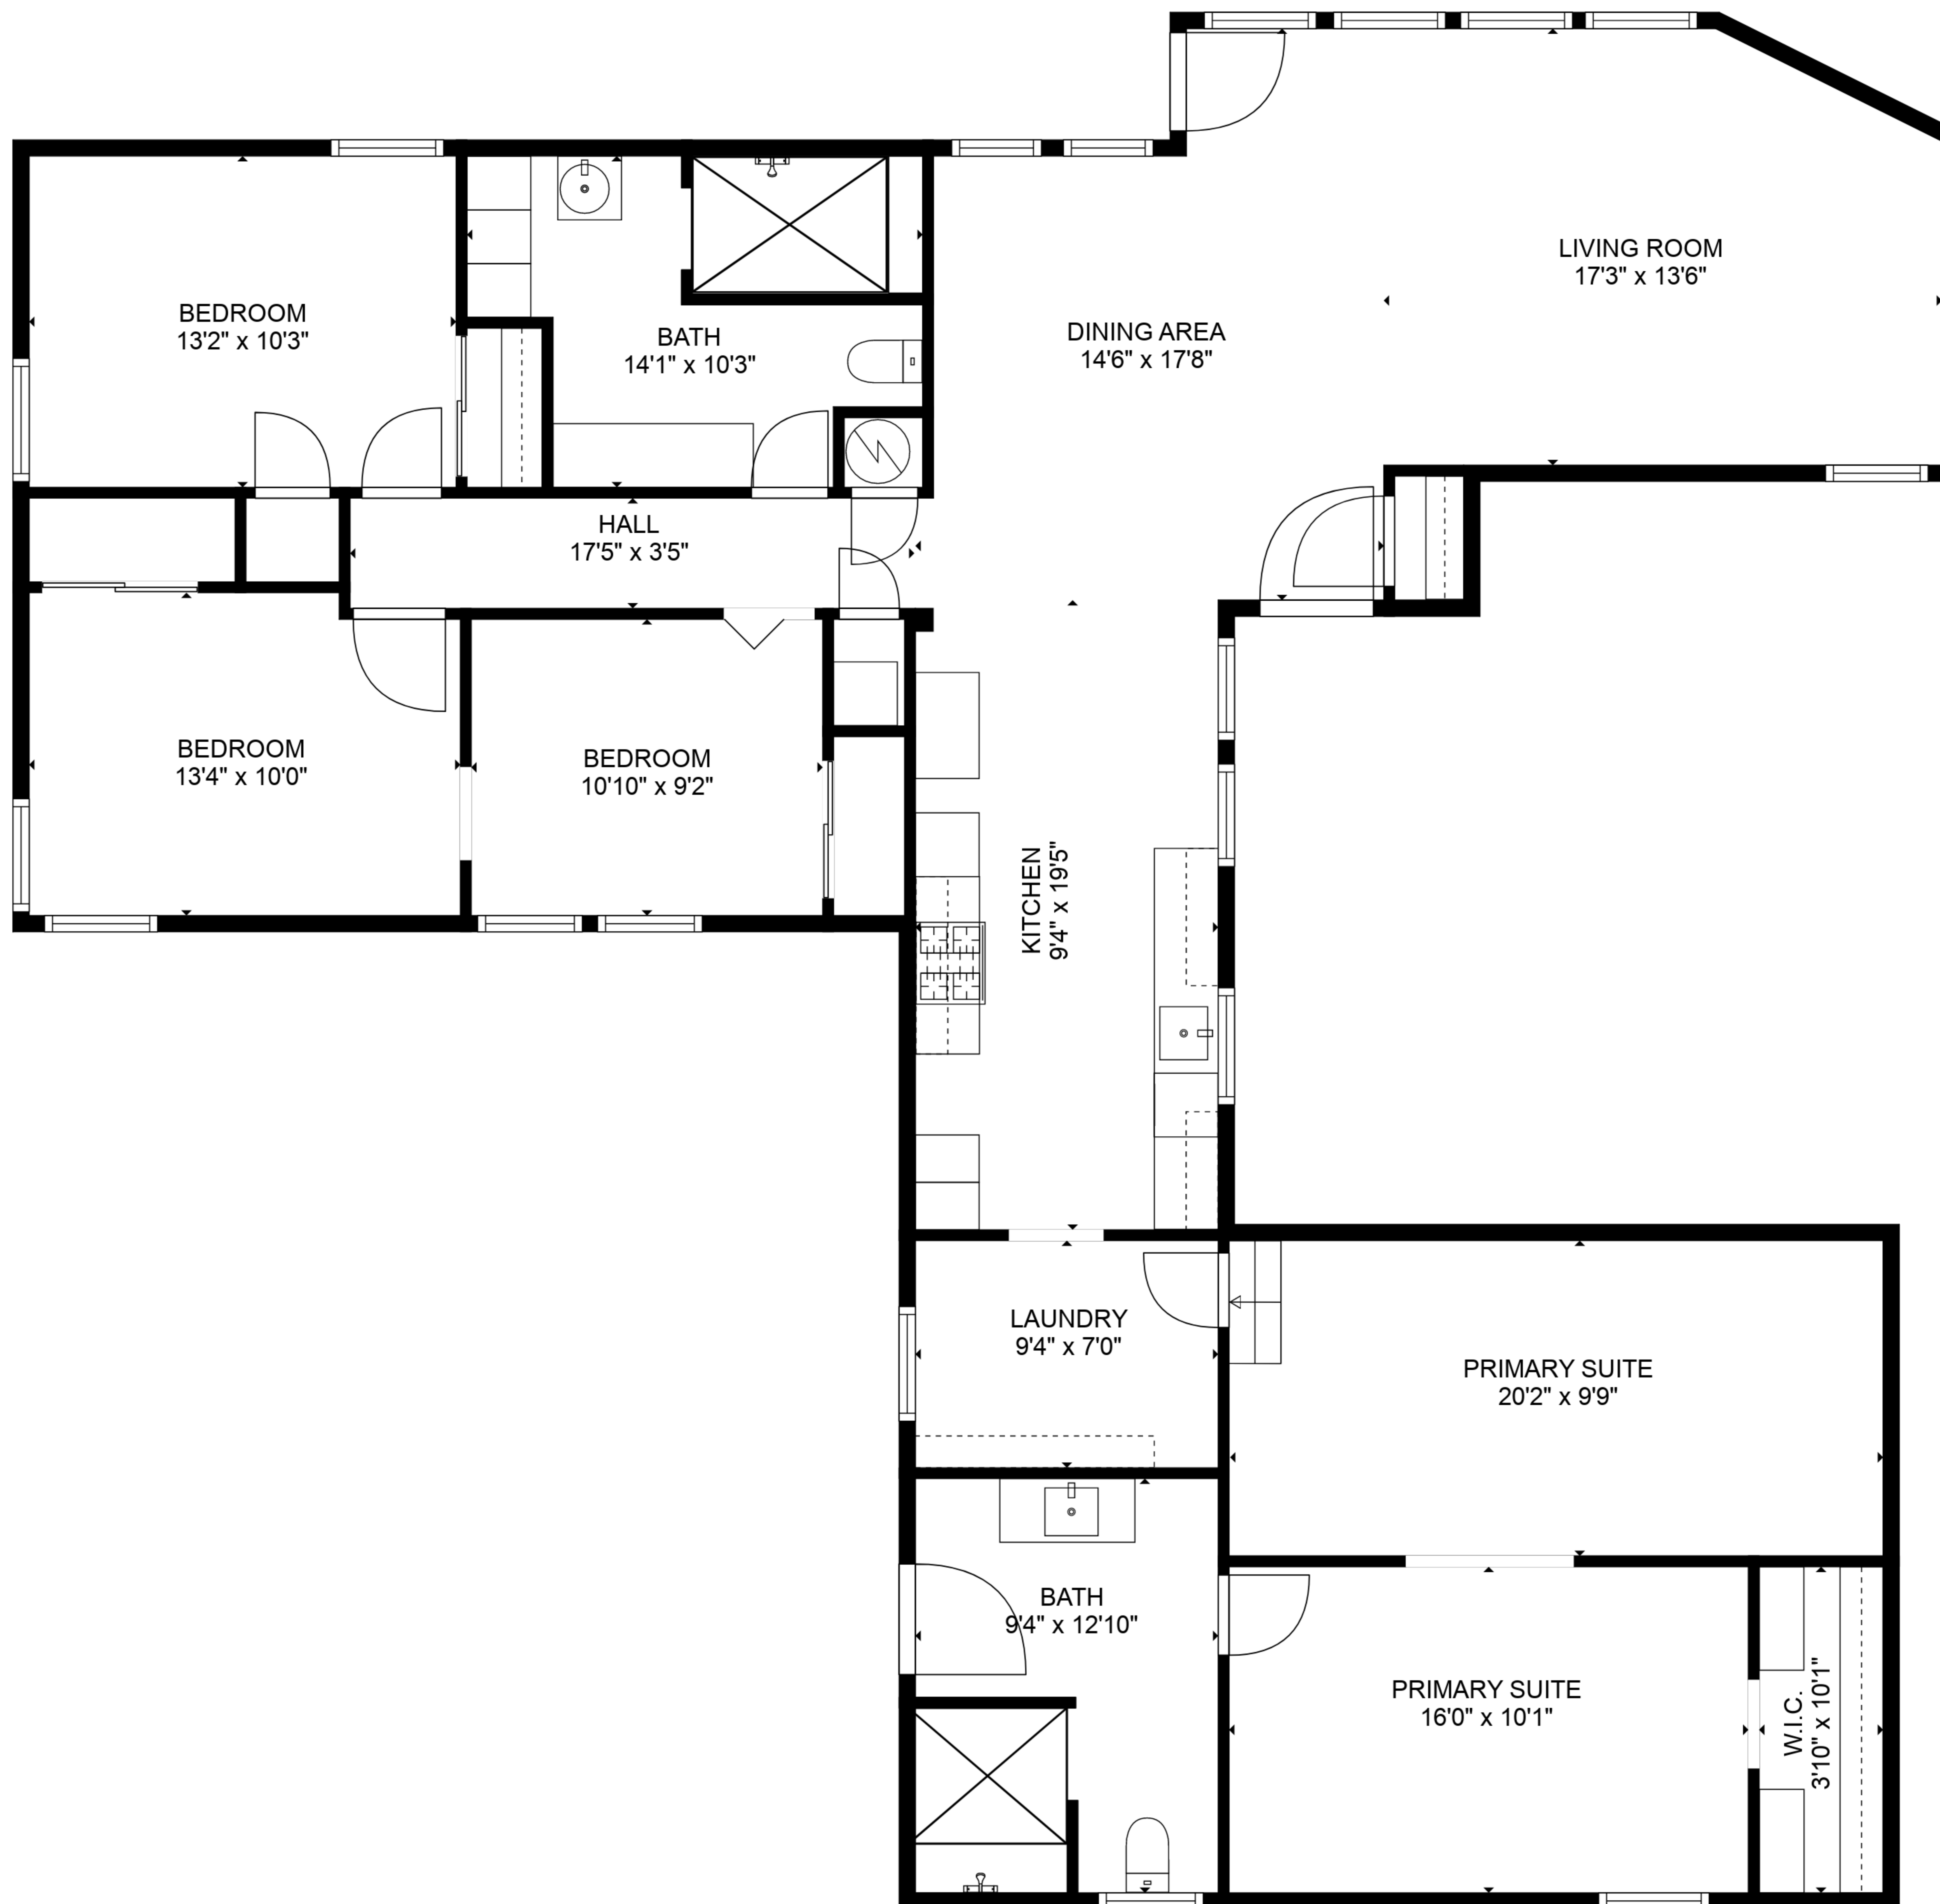 LIVING ROOM
17'3" x 13'6"
BEDROOM
13'2" x 10'3"
BATH
14'1" x 10'3"
DINING AREA
14'6" x 17'8"
HALL
17'5" x 3'5"
BEDROOM
13'4" x 10'0"
BEDROOM
10'10" x 9'2"
KITCHEN
9'4" x 19'5"
LAUNDRY
9'4" x 7'0"
PRIMARY SUITE
20'2" x 9'9"
BATH
9'4" x 12'10"
PRIMARY SUITE
16'0" x 10'1"
W.I.C.
3'10" x 10'1"